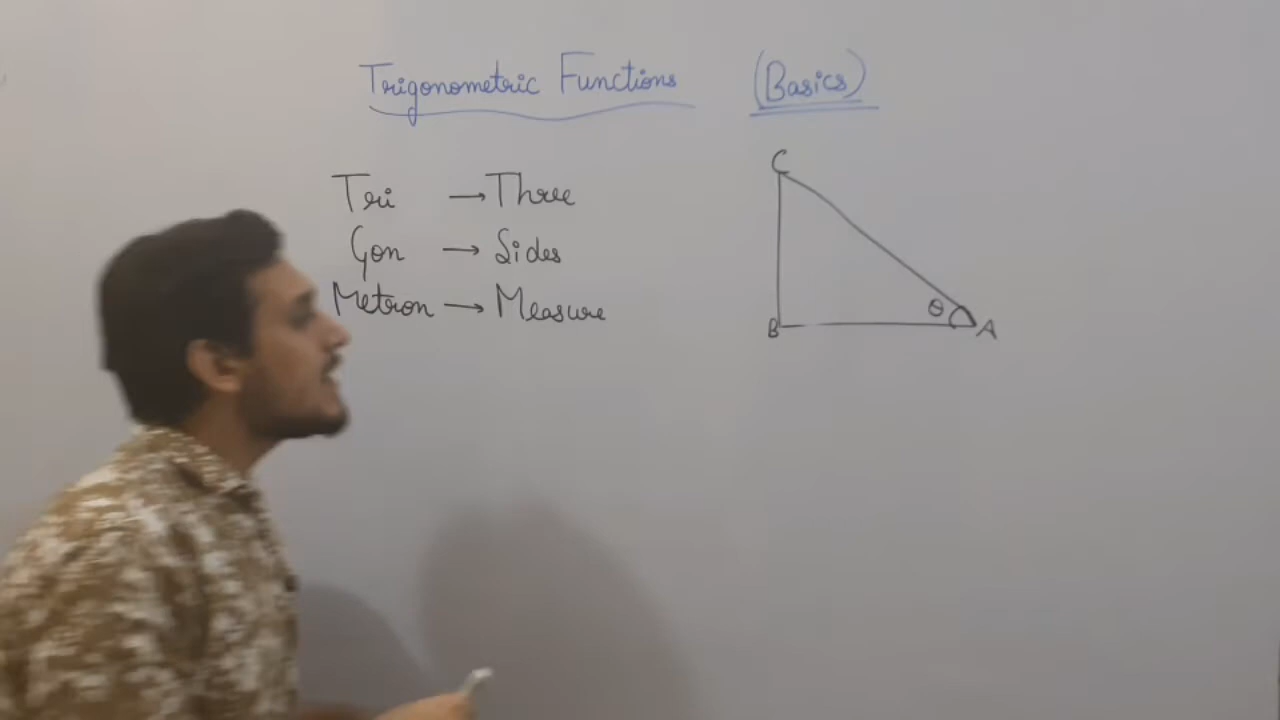 Trigonometric Functions (Basics)
Tri → Three
Gon → Sides
Metron → Measure
C
θ
B A